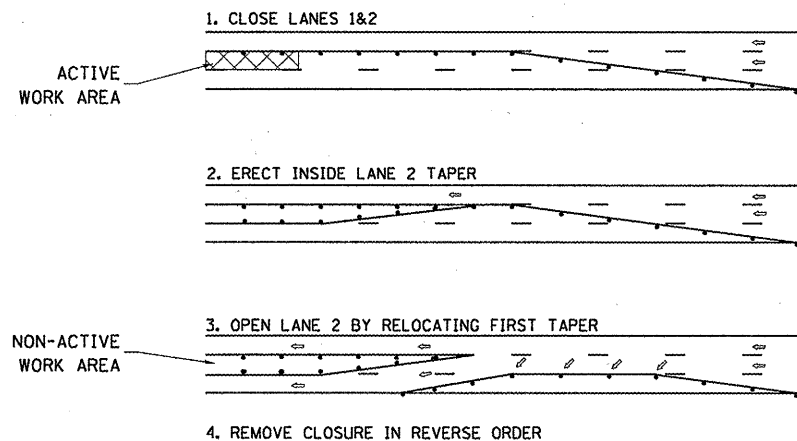 1. CLOSE LANES 1&2
ACTIVE
WORK AREA
2. ERECT INSIDE LANE 2 TAPER
3. OPEN LANE 2 BY RELOCATING FIRST TAPER
NON-ACTIVE
WORK AREA
4. REMOVE CLOSURE IN REVERSE ORDER